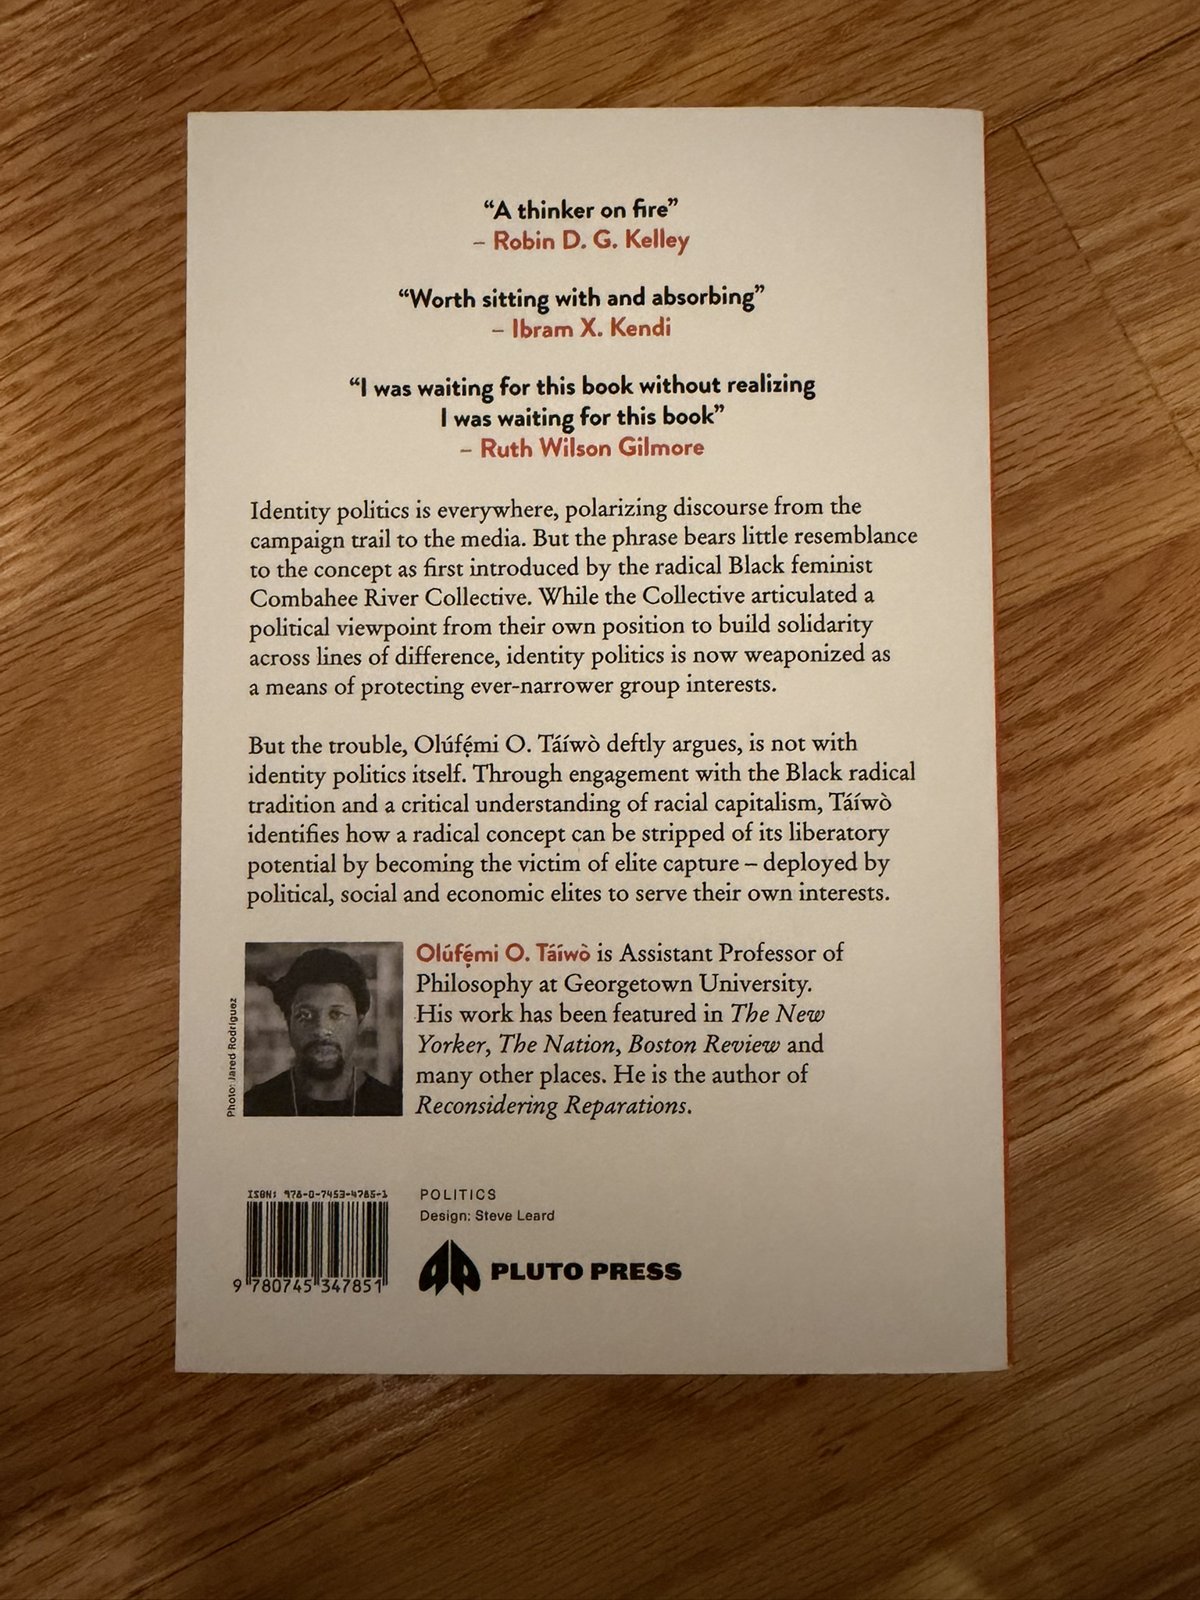 “A thinker on fire”
– Robin D. G. Kelley
“Worth sitting with and absorbing”
– Ibram X. Kendi
“I was waiting for this book without realizing
I was waiting for this book”
– Ruth Wilson Gilmore
Identity politics is everywhere, polarizing discourse from the
campaign trail to the media. But the phrase bears little resemblance
to the concept as first introduced by the radical Black feminist
Combahee River Collective. While the Collective articulated a
political viewpoint from their own position to build solidarity
across lines of difference, identity politics is now weaponized as
a means of protecting ever-narrower group interests.
But the trouble, Olúfẹ́mi O. Táíwò deftly argues, is not with
identity politics itself. Through engagement with the Black radical
tradition and a critical understanding of racial capitalism, Táíwò
identifies how a radical concept can be stripped of its liberatory
potential by becoming the victim of elite capture – deployed by
political, social and economic elites to serve their own interests.
Photo: Jared Rodríguez
Olúfẹ́mi O. Táíwò is Assistant Professor of
Philosophy at Georgetown University.
His work has been featured in The New
Yorker, The Nation, Boston Review and
many other places. He is the author of
Reconsidering Reparations.
ISBN: 978-0-7453-4785-1
9 780745 347851
POLITICS
Design: Steve Leard
PLUTO PRESS